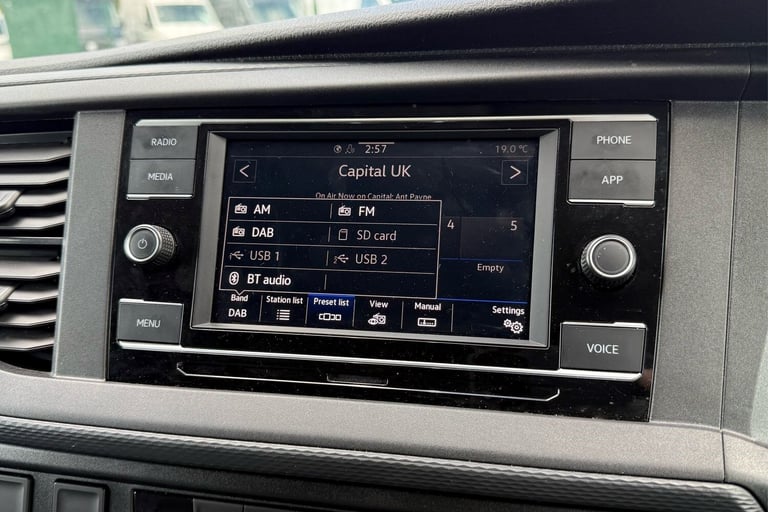 RADIO
MEDIA
MENU
2:57
19.0 °C
Capital UK
On Air Now on Capital: Ant Payne
AM
FM
DAB
SD card
USB 1
USB 2
BT audio
4
5
Empty
Band
DAB
Station list
Preset list
View
Manual
Settings
PHONE
APP
VOICE